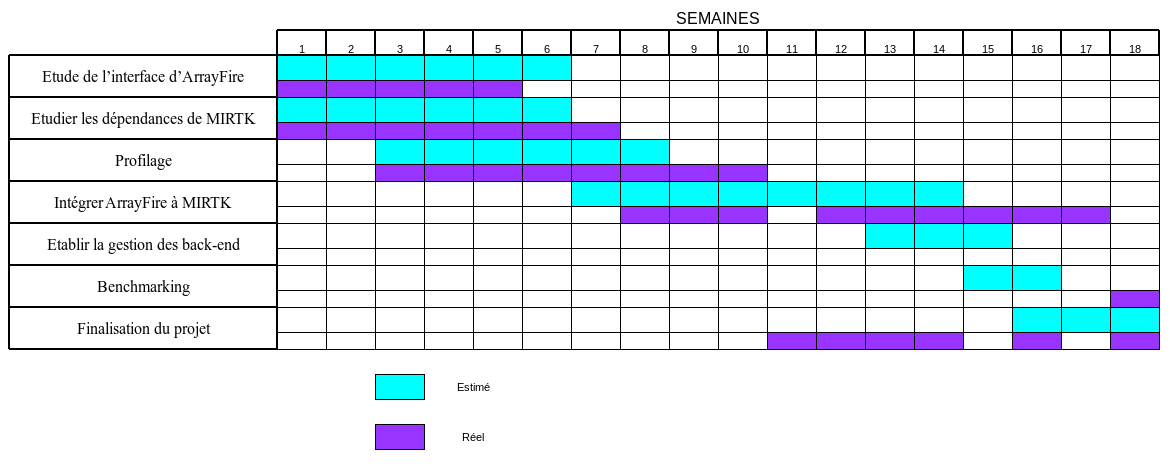 SEMAINES
1 2 3 4 5 6 7 8 9 10 11 12 13 14 15 16 17 18
Etude de l'interface d'ArrayFire
Etudier les dépendances de MIRTK
Profilage
Intégrer ArrayFire à MIRTK
Etablir la gestion des back-end
Benchmarking
Finalisation du projet
Estimé
Réel